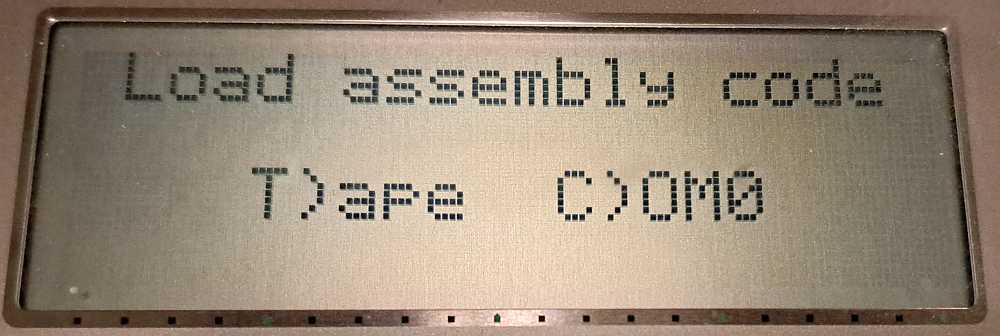 Load assembly code
T)ape C)OM0